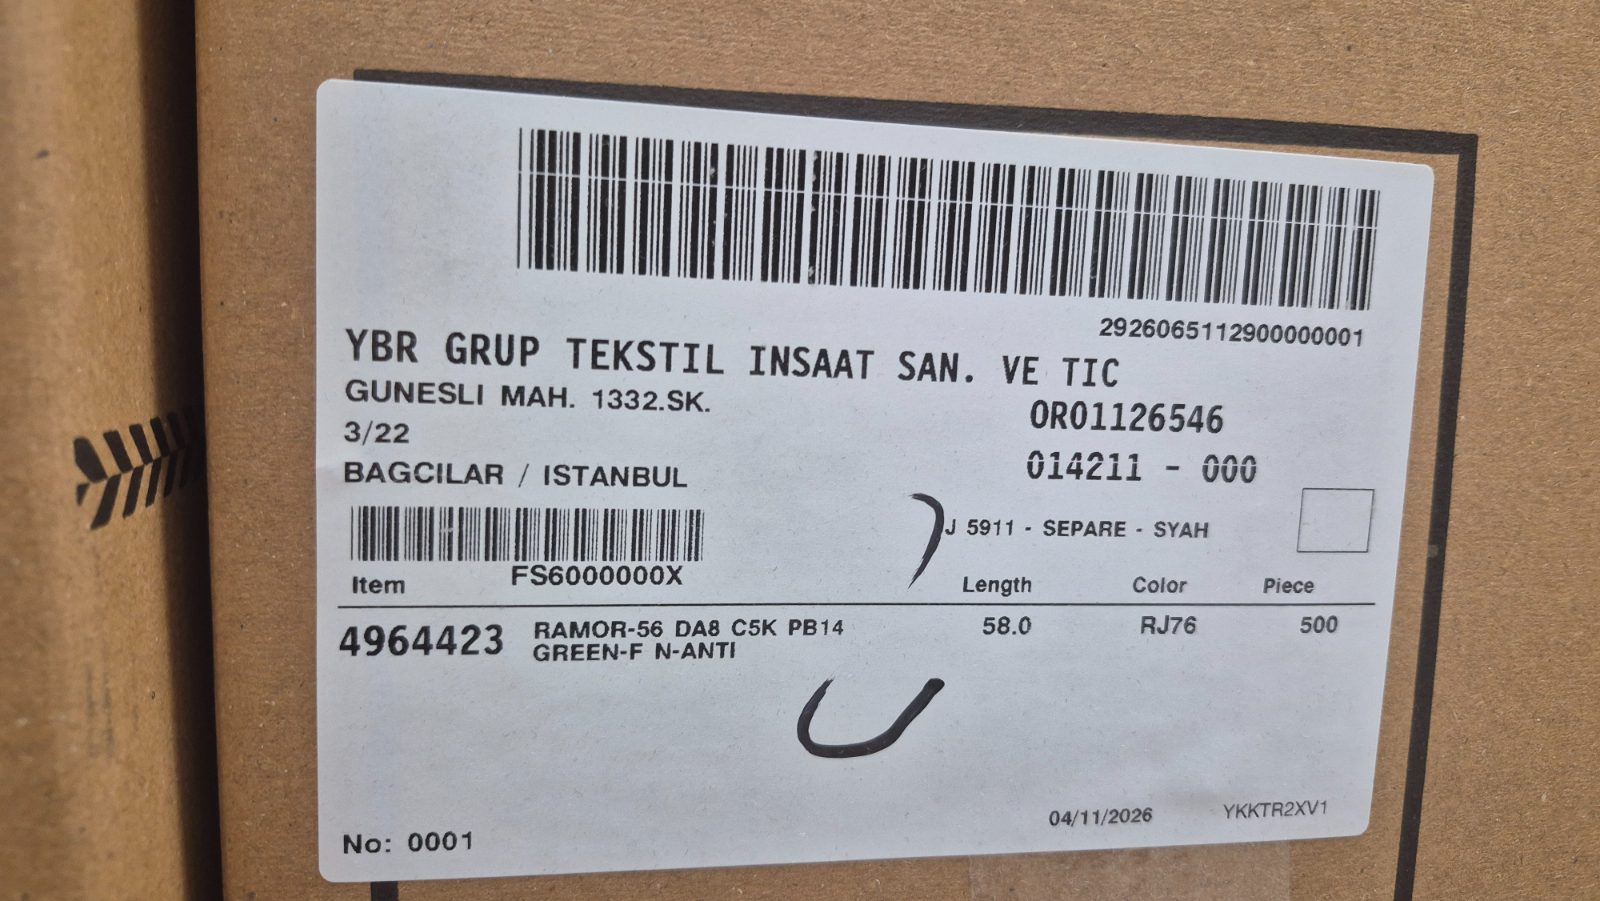 2926065112900000001
YBR GRUP TEKSTIL INSAAT SAN. VE TIC
GUNESLI MAH. 1332.SK.
3/22
BAGCILAR / ISTANBUL
OR01126546
014211 - 000
J 5911 - SEPARE - SYAH
FS6000000X
Item Length Color Piece
4964423 RAMOR-56 DA8 C5K PB14 58.0 RJ76 500
GREEN-F N-ANTI
04/11/2026 YKKTR2XV1
No: 0001